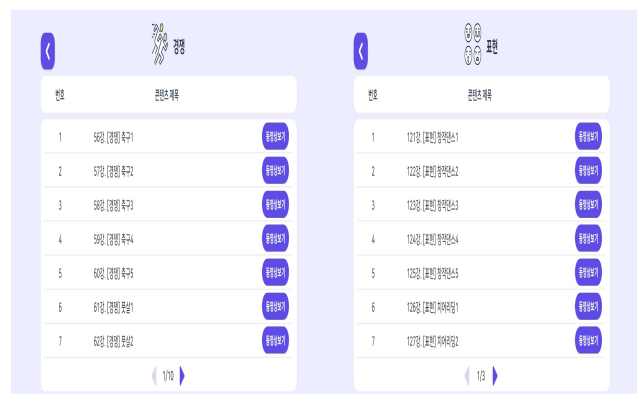 경쟁
번호 콘텐츠 제목
1 56강. [경쟁] 축구1 동영상보기
2 57강. [경쟁] 축구2 동영상보기
3 58강. [경쟁] 축구3 동영상보기
4 59강. [경쟁] 축구4 동영상보기
5 60강. [경쟁] 축구5 동영상보기
6 61강. [경쟁] 풋살1 동영상보기
7 62강. [경쟁] 풋살2 동영상보기
1/10
표현
번호 콘텐츠 제목
1 121강. [표현] 창작댄스1 동영상보기
2 122강. [표현] 창작댄스2 동영상보기
3 123강. [표현] 창작댄스3 동영상보기
4 124강. [표현] 창작댄스4 동영상보기
5 125강. [표현] 창작댄스5 동영상보기
6 126강. [표현] 치어리딩1 동영상보기
7 127강. [표현] 치어리딩2 동영상보기
1/3